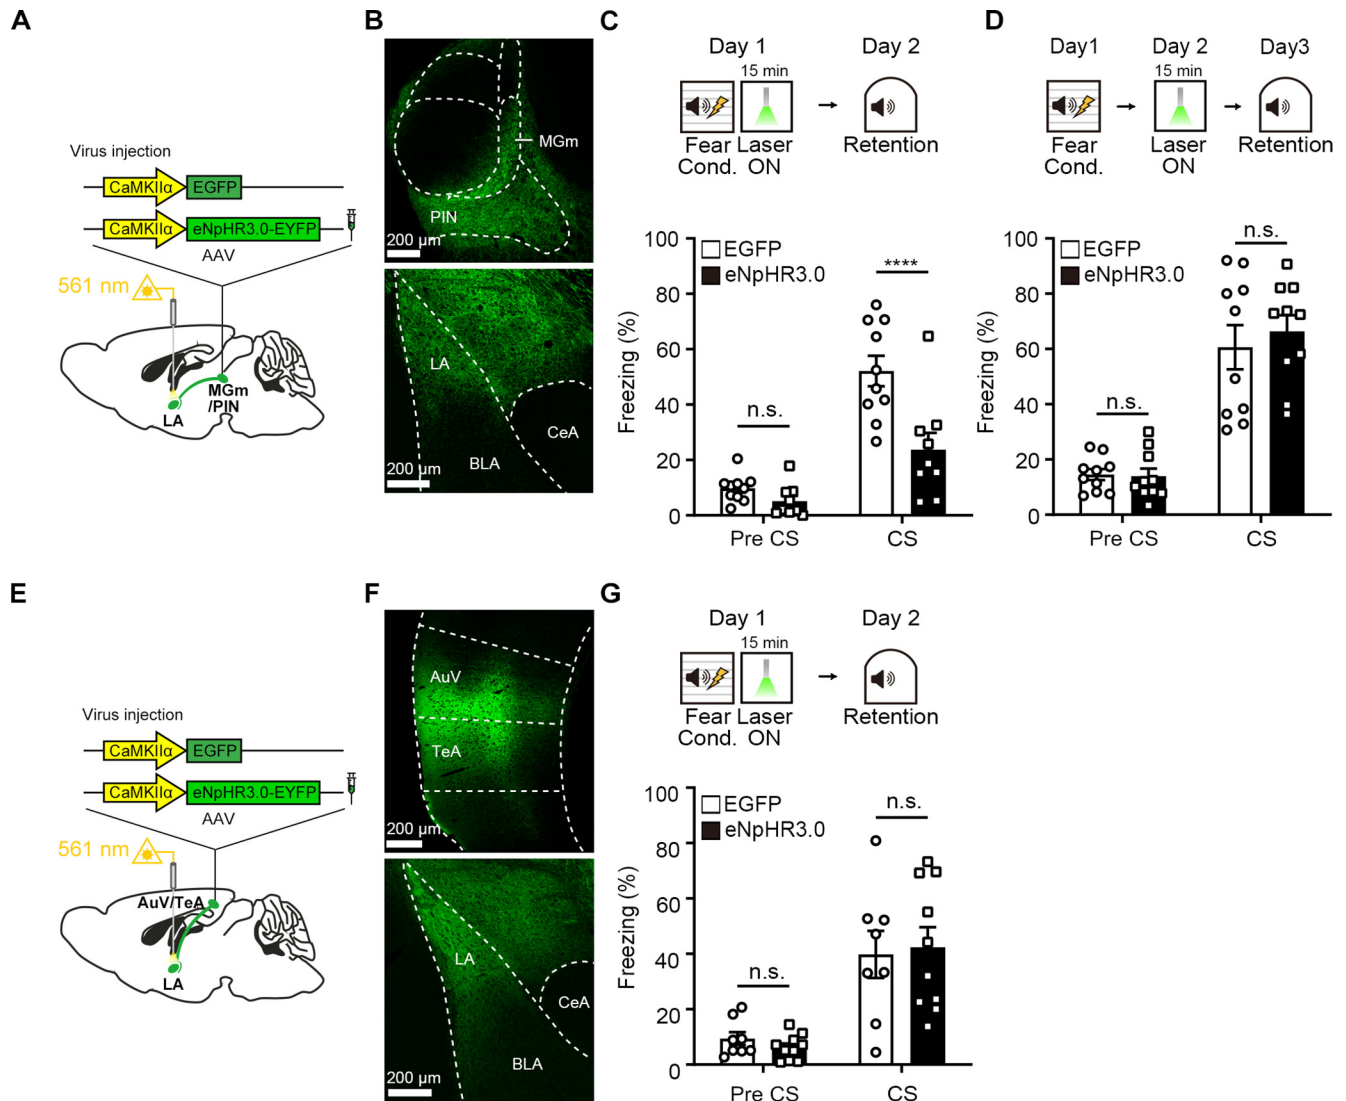 A
Virus injection
CaMKIIα
EGFP
CaMKIIα
eNpHR3.0-EYFP
AAV
561 nm
MGm
/PIN
LA
B
MGm
PIN
200 µm
LA
CeA
BLA
200 µm
C
Day 1
Day 2
15 min
Fear
Cond.
Laser
ON
Retention
Freezing (%)
100
80
60
40
20
0
EGFP
eNpHR3.0
n.s.
****
Pre CS
CS
D
Day1
Day 2
Day3
15 min
Fear
Cond.
Laser
ON
Retention
Freezing (%)
100
80
60
40
20
0
EGFP
eNpHR3.0
n.s.
n.s.
Pre CS
CS
E
Virus injection
CaMKIIα
EGFP
CaMKIIα
eNpHR3.0-EYFP
AAV
561 nm
AuV/TeA
LA
F
AuV
TeA
200 µm
LA
CeA
BLA
200 µm
G
Day 1
Day 2
15 min
Fear
Cond.
Laser
ON
Retention
Freezing (%)
100
80
60
40
20
0
EGFP
eNpHR3.0
n.s.
n.s.
Pre CS
CS